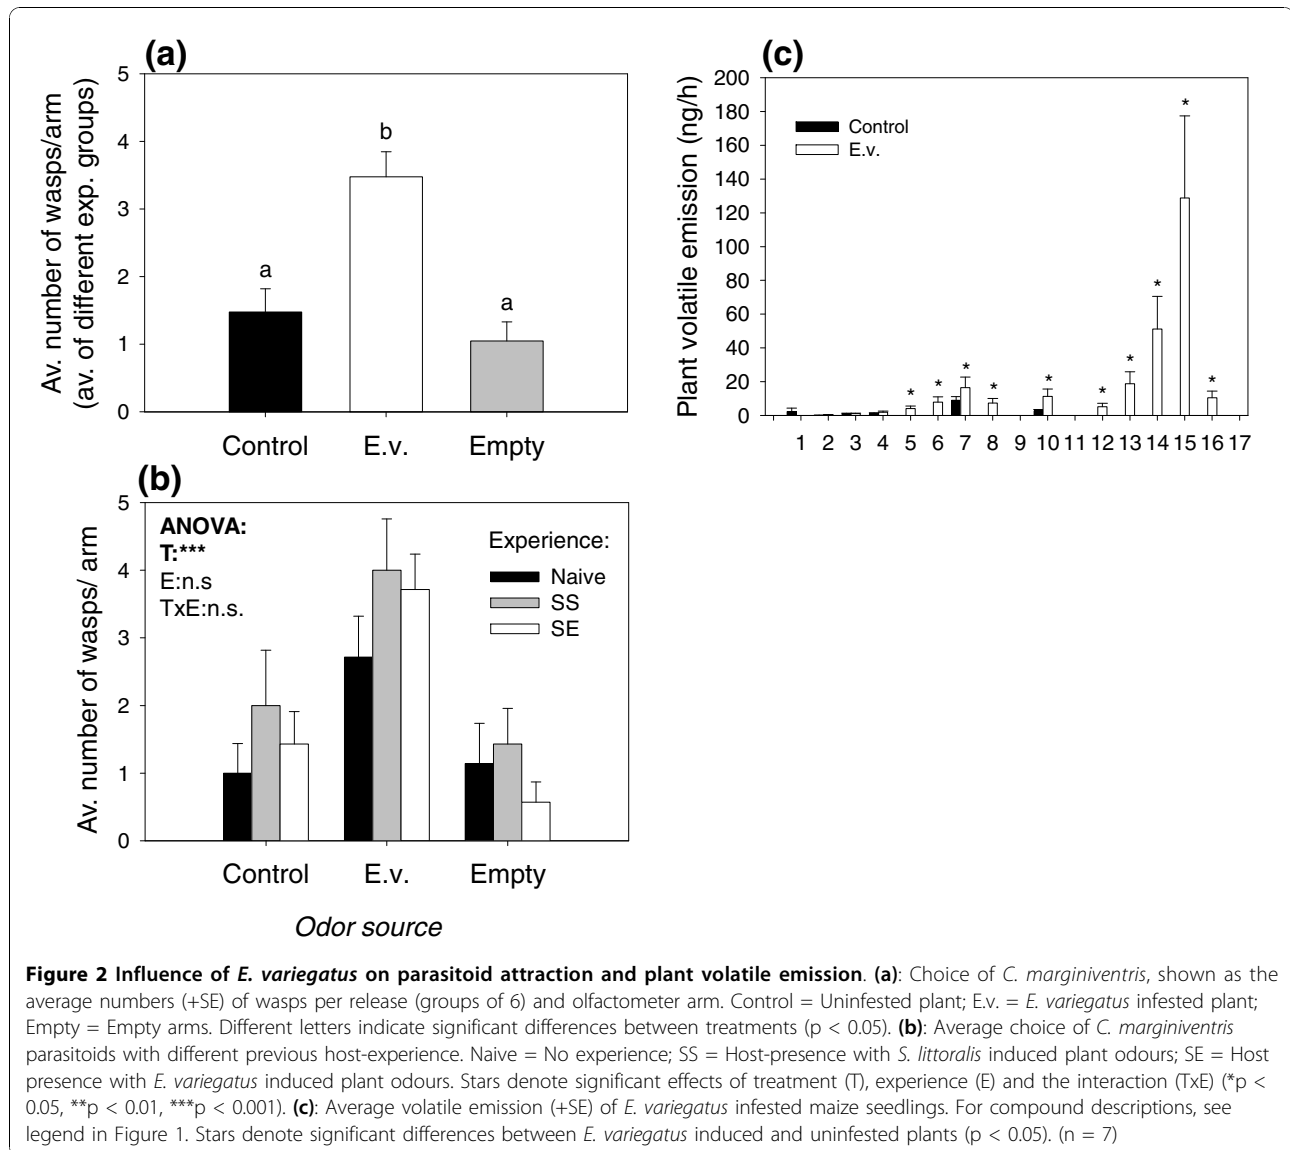 (a)
Av. number of wasps/arm
(av. of different exp. groups)
5
4
3
2
1
0
a
b
a
Control
E.v.
Empty
(b)
Av. number of wasps/ arm
5
4
3
2
1
0
ANOVA:
T:***
E:n.s
TxE:n.s.
Experience:
Naive
SS
SE
Control
E.v.
Empty
Odor source
(c)
Plant volatile emission (ng/h)
200
180
160
140
120
100
80
60
40
20
0
Control
E.v.
* * * * * * * * * *
1 2 3 4 5 6 7 8 9 10 11 12 13 14 15 16 17
Figure 2 Influence of E. variegatus on parasitoid attraction and plant volatile emission. (a): Choice of C. marginiventris, shown as the
average numbers (+SE) of wasps per release (groups of 6) and olfactometer arm. Control = Uninfested plant; E.v. = E. variegatus infested plant;
Empty = Empty arms. Different letters indicate significant differences between treatments (p < 0.05). (b): Average choice of C. marginiventris
parasitoids with different previous host-experience. Naive = No experience; SS = Host-presence with S. littoralis induced plant odours; SE = Host
presence with E. variegatus induced plant odours. Stars denote significant effects of treatment (T), experience (E) and the interaction (TxE) (*p <
0.05, **p < 0.01, ***p < 0.001). (c): Average volatile emission (+SE) of E. variegatus infested maize seedlings. For compound descriptions, see
legend in Figure 1. Stars denote significant differences between E. variegatus induced and uninfested plants (p < 0.05). (n = 7)